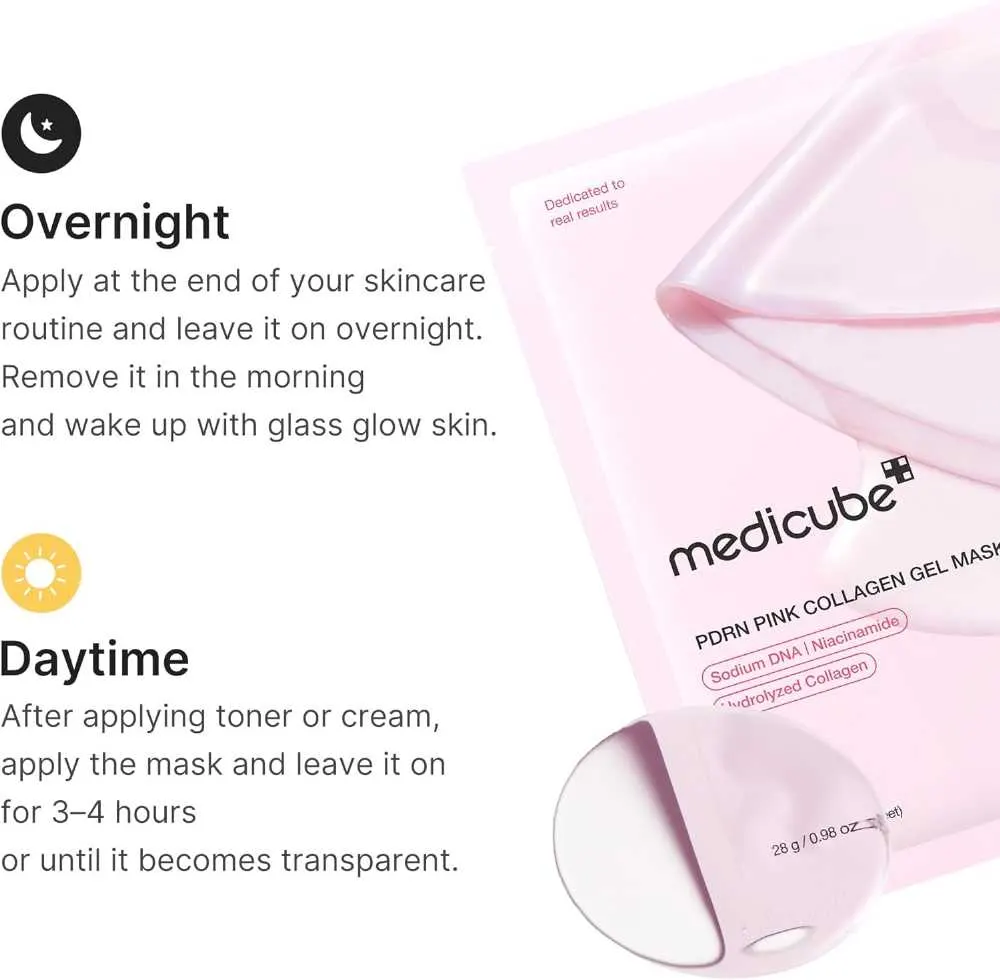 Overnight
Apply at the end of your skincare
routine and leave it on overnight.
Remove it in the morning
and wake up with glass glow skin.
Daytime
After applying toner or cream,
apply the mask and leave it on
for 3–4 hours
or until it becomes transparent.
Dedicated to
real results
medicube
PDRN PINK COLLAGEN GEL MASK
Sodium DNA | Niacinamide
Hydrolyzed Collagen
28 g / 0.98 oz